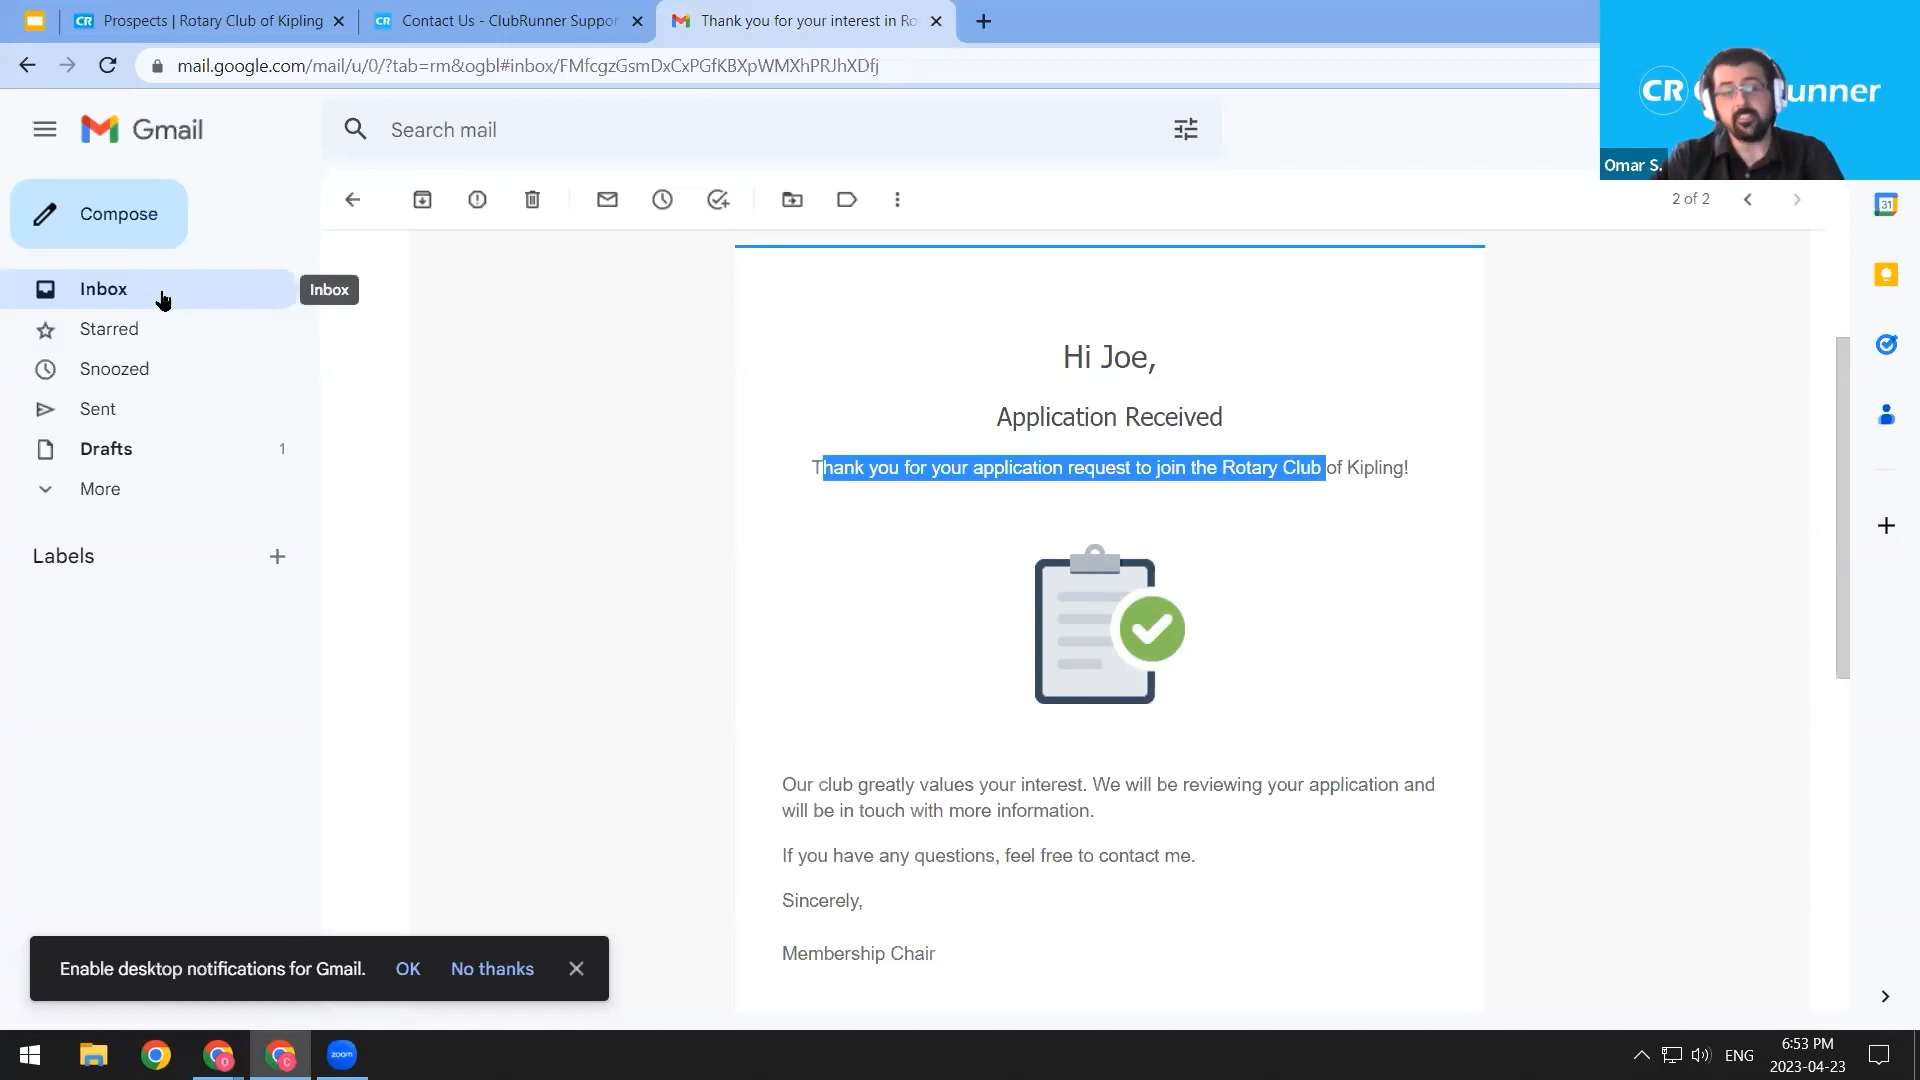 Prospects | Rotary Club of Kipling
Contact Us - ClubRunner Suppor
Thank you for your interest in Ro
mail.google.com/mail/u/0/?tab=rm&ogbl#inbox/FMfcgzGsmDxCxPGfKBXpWMXhPRJhXDfj
CR
unner
Omar S.
Gmail
Search mail
2 of 2
Compose
Inbox
Inbox
Starred
Snoozed
Sent
Drafts 1
More
Labels
31
Hi Joe,
Application Received
Thank you for your application request to join the Rotary Club of Kipling!
Our club greatly values your interest. We will be reviewing your application and
will be in touch with more information.
If you have any questions, feel free to contact me.
Sincerely,
Membership Chair
Enable desktop notifications for Gmail. OK No thanks
zoom
ENG
6:53 PM
2023-04-23